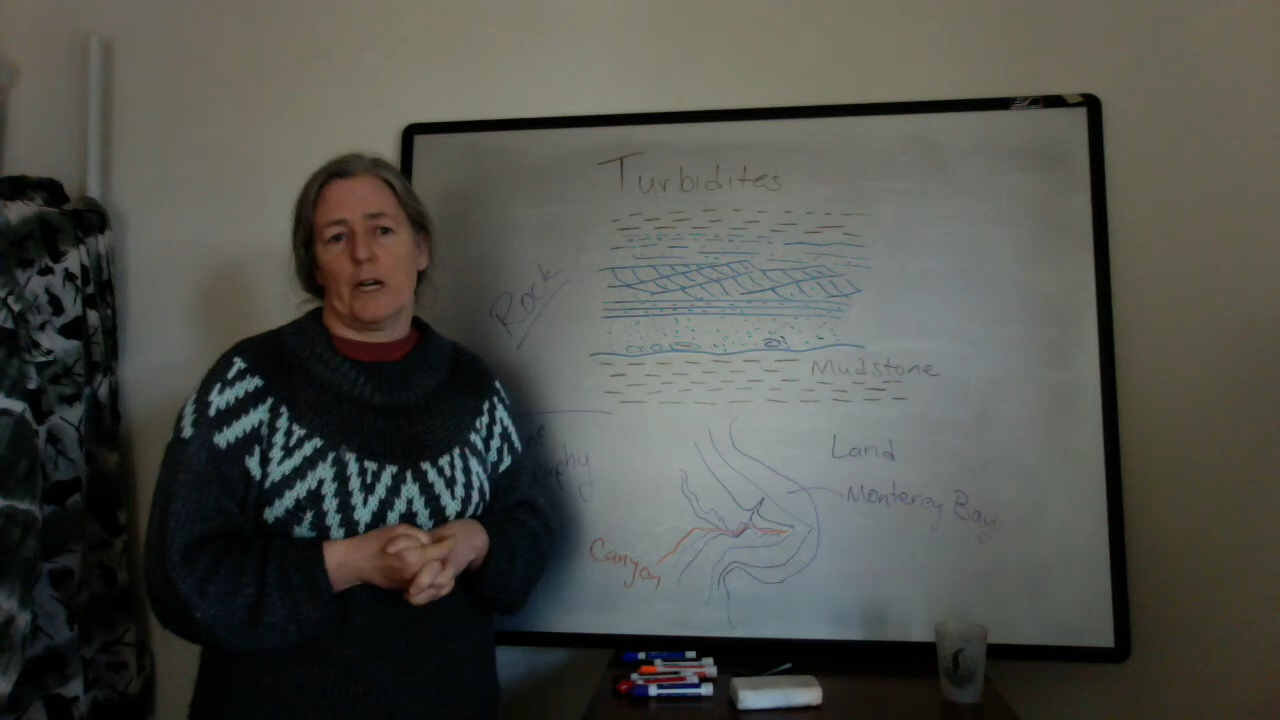 Turbidites
Rock
Mudstone
Land
Monterey Bay
Canyon